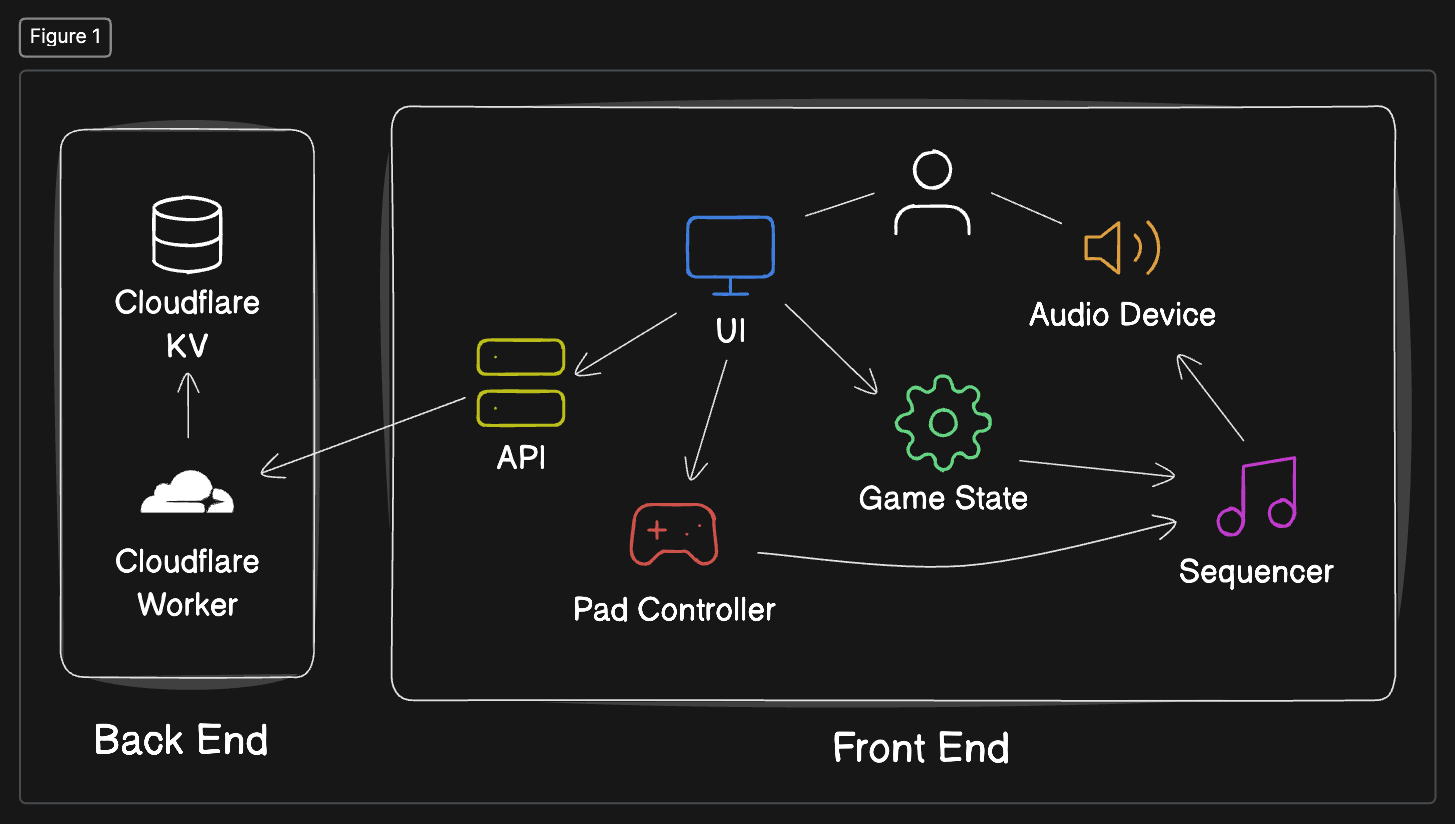 Figure 1
Cloudflare
KV
Cloudflare
Worker
Back End
UI
Audio Device
API
Game State
Sequencer
Pad Controller
Front End